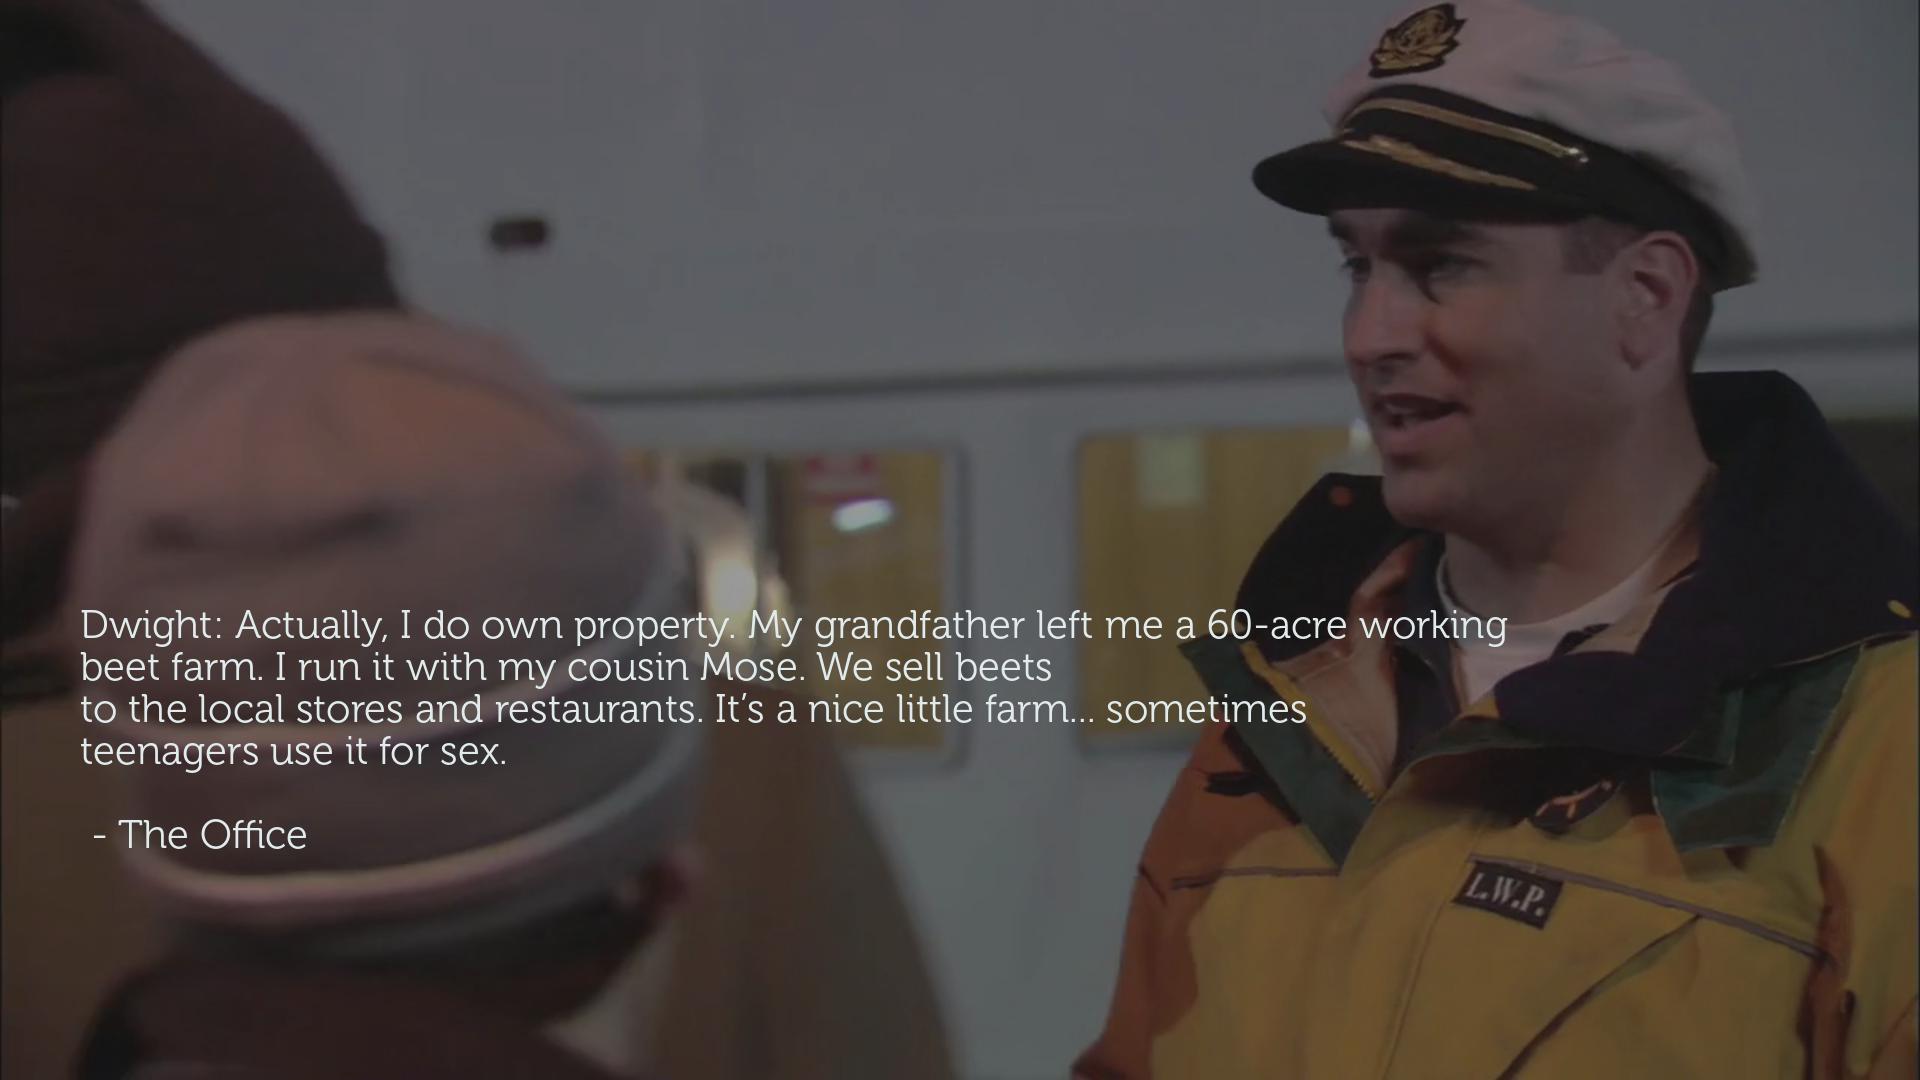 Dwight: Actually, I do own property. My grandfather left me a 60-acre working
beet farm. I run it with my cousin Mose. We sell beets
to the local stores and restaurants. It’s a nice little farm... sometimes
teenagers use it for sex.
- The Office
L.W.P.